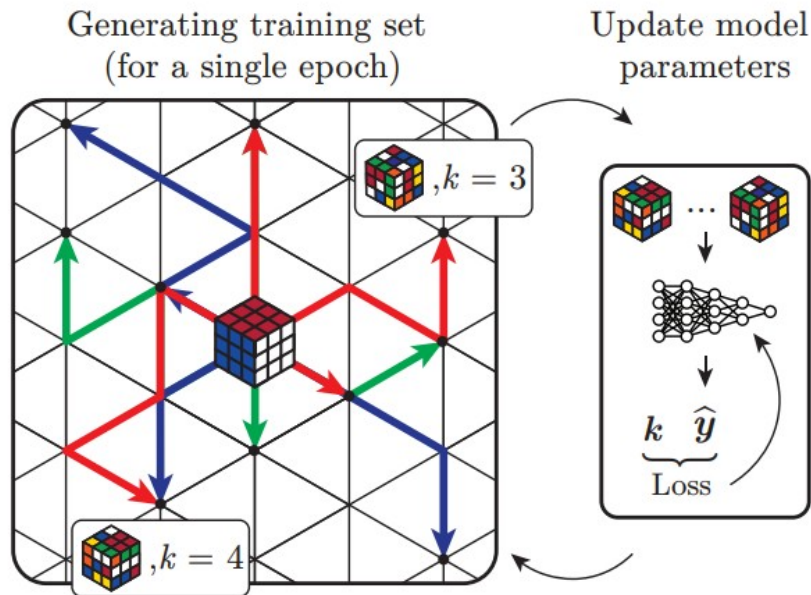 Generating training set
(for a single epoch)
Update model
parameters
,k = 3
...
k ŷ
Loss
,k = 4